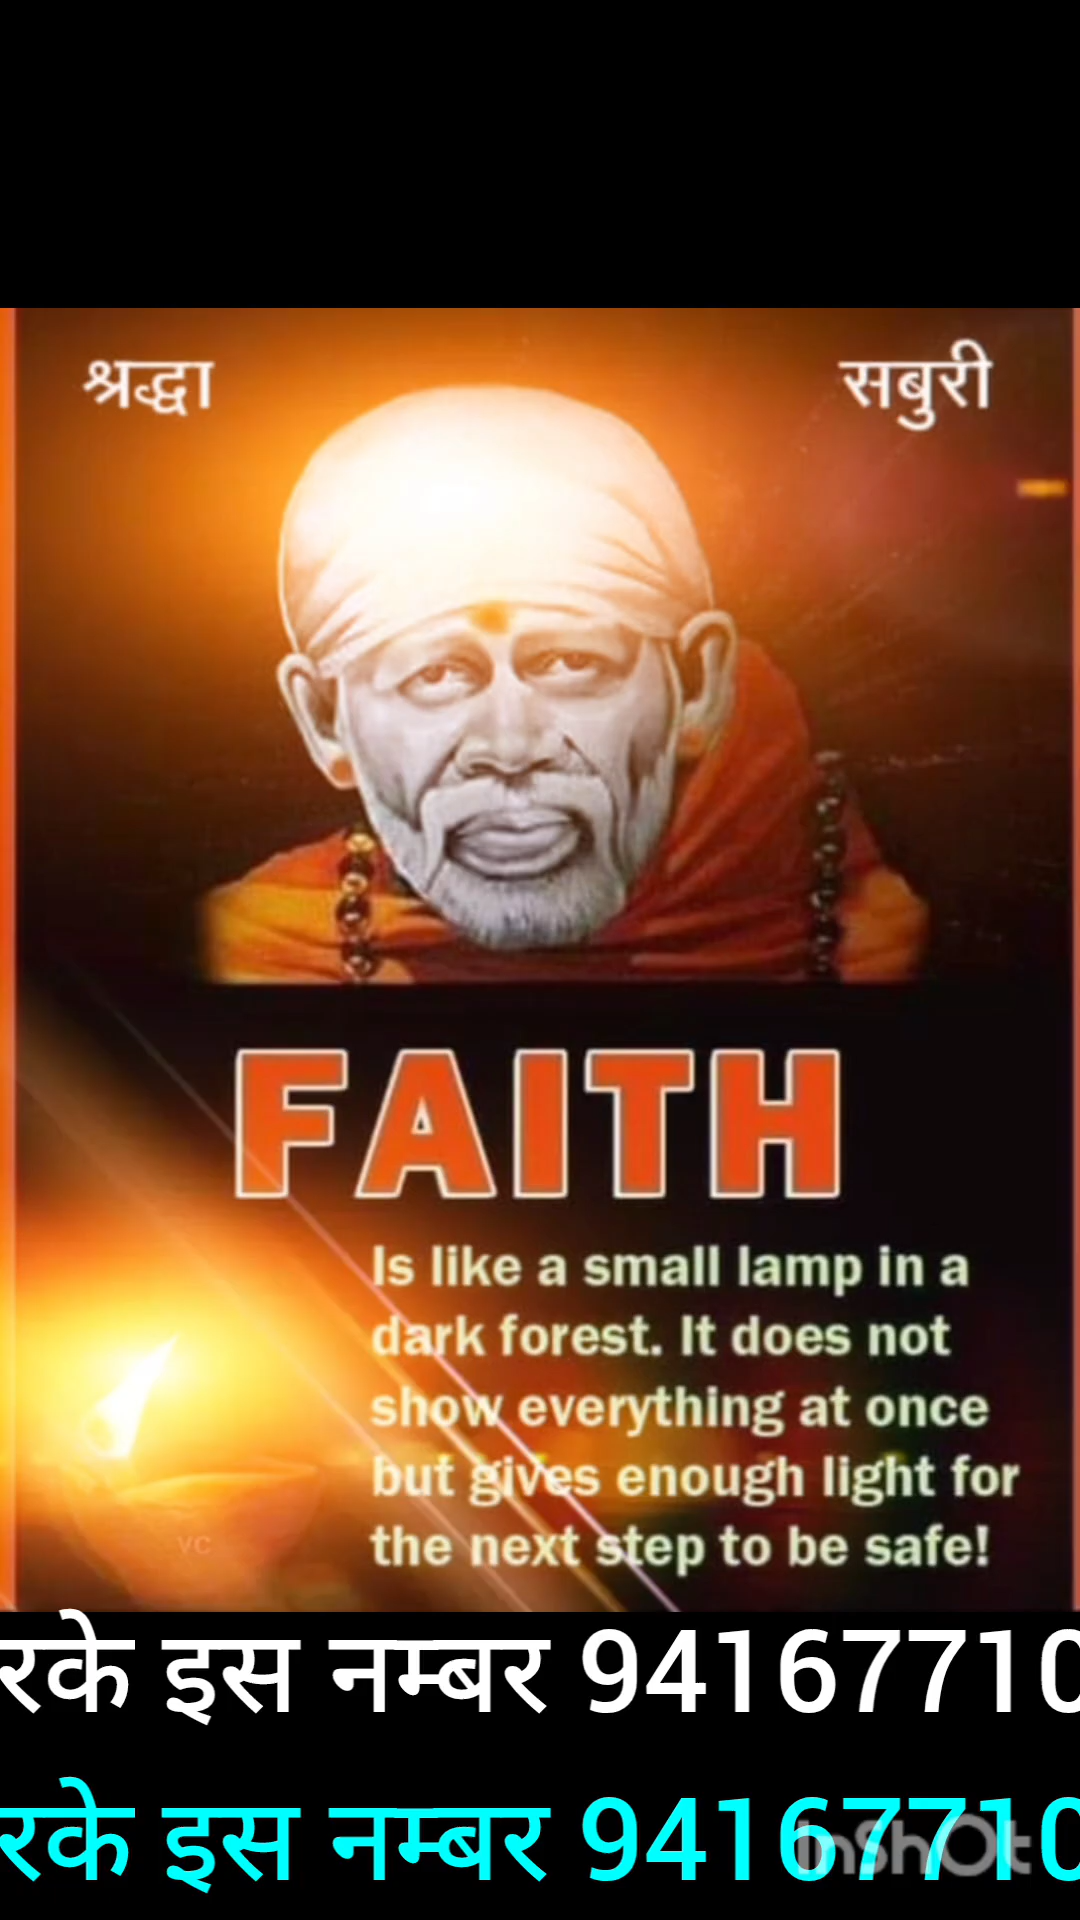 श्रद्धा सबुरी
FAITH
Is like a small lamp in a
dark forest. It does not
show everything at once
but gives enough light for
the next step to be safe!
VC
रके इस नम्बर 94167710
रके इस नम्बर 94167710
InShOt